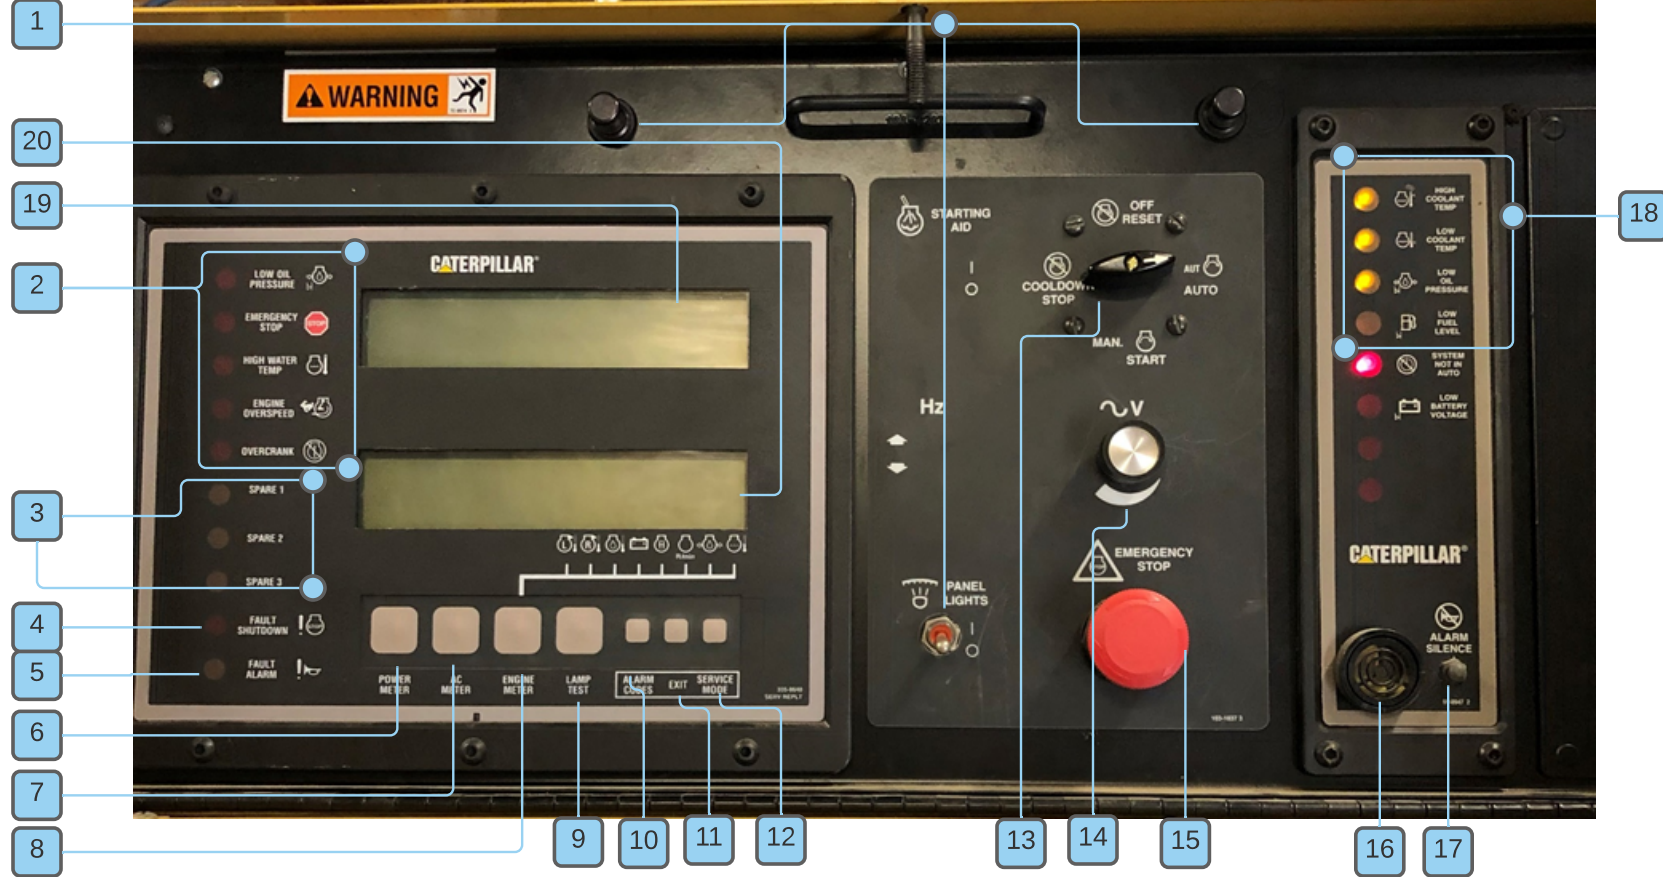 1
20
19
2
3
4
5
6
7
8
9
10
11
12
13
14
15
16
17
18
WARNING
CATERPILLAR®
LOW OIL
PRESSURE
EMERGENCY
STOP
STOP
HIGH WATER
TEMP
ENGINE
OVERSPEED
OVERCRANK
SPARE 1
SPARE 2
SPARE 3
FAULT
SHUTDOWN
FAULT
ALARM
POWER
METER
AC
METER
ENGINE
METER
LAMP
TEST
ALARM
CODES
EXIT
SERVICE
MODE
STARTING
AID
I
O
OFF
RESET
COOLDOWN
STOP
AUT
AUTO
MAN.
START
Hz
V
EMERGENCY
STOP
PANEL
LIGHTS
I
O
HIGH
COOLANT
TEMP
LOW
COOLANT
TEMP
LOW
OIL
PRESSURE
LOW
FUEL
LEVEL
SYSTEM
NOT IN
AUTO
LOW
BATTERY
VOLTAGE
CATERPILLAR®
ALARM
SILENCE